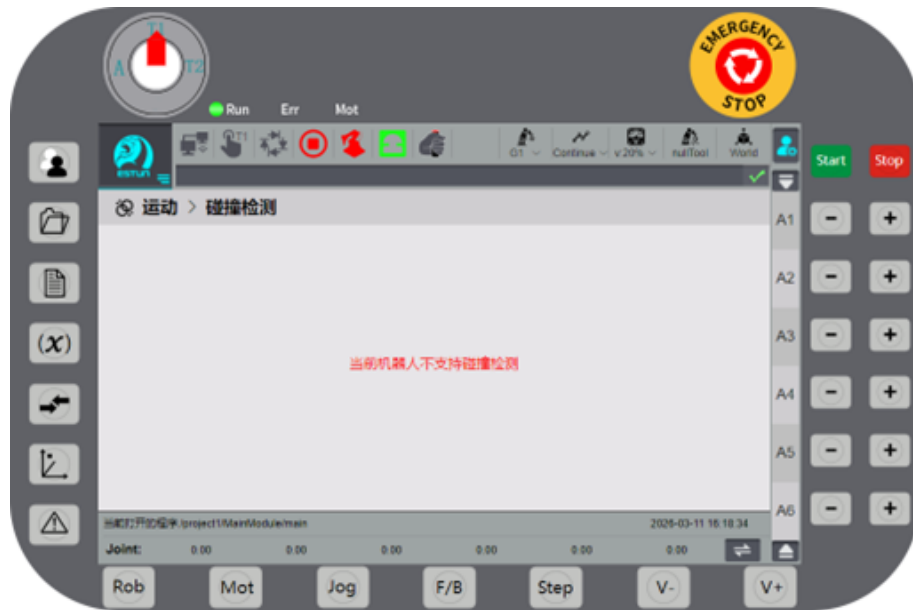 T1
A
T2
EMERGENCY
STOP
Run Err Mot
T1
G1 Continue v:20% nullTool World
ESTUN
Start Stop
运动 > 碰撞检测
A1
A2
(x)
A3
当前机器人不支持碰撞检测
A4
A5
A6
当前打开的程序:/project1/MainModule/main 2026-03-11 16:18:34
Joint: 0.00 0.00 0.00 0.00 0.00 0.00
Rob Mot Jog F/B Step V- V+